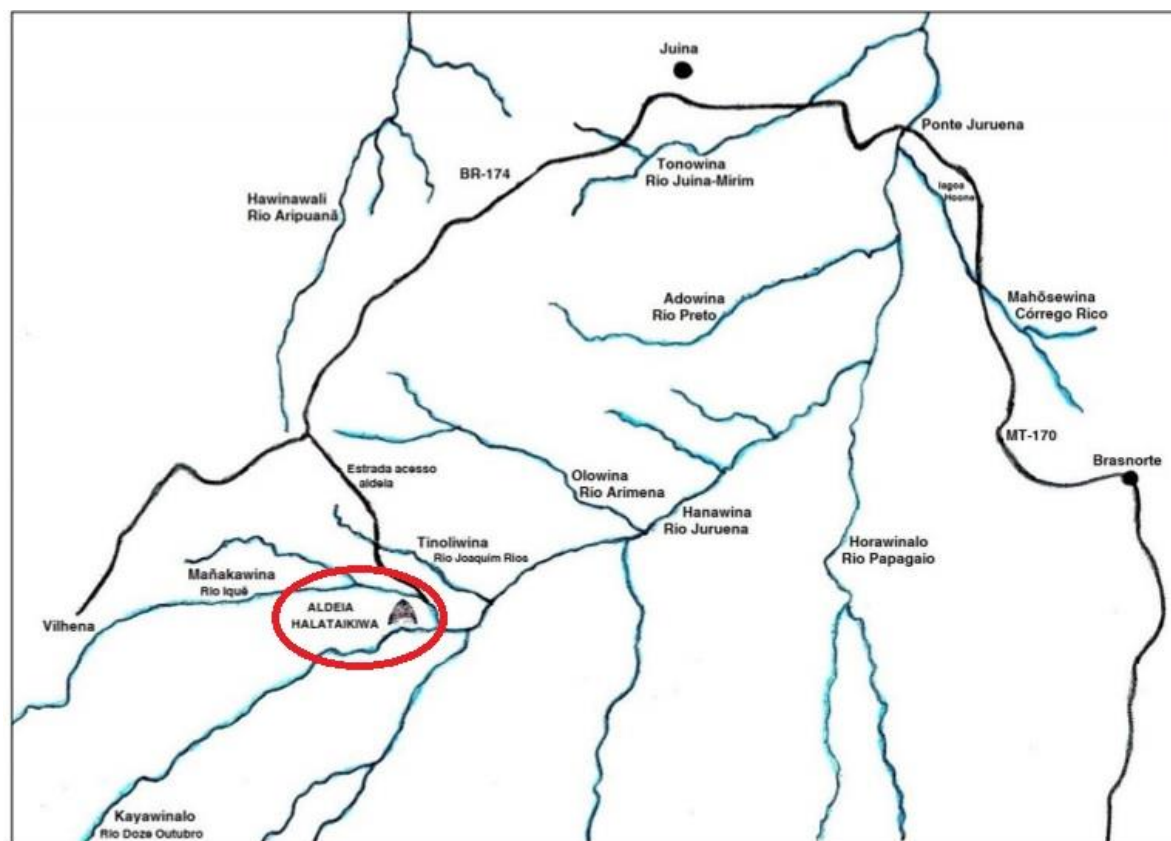 Juina
Ponte Juruena
BR-174
Tonowina
Rio Juina-Mirim
lagoa
Hoone
Hawinawali
Rio Aripuanã
Adowina
Rio Preto
Mahõsewina
Córrego Rico
MT-170
Brasnorte
Estrada acesso
aldeia
Olowina
Rio Arimena
Hanawina
Rio Juruena
Tinoliwina
Rio Joaquim Rios
Horawinalo
Rio Papagaio
Mañakawina
Rio Iquê
ALDEIA
HALATAIKIWA
Vilhena
Kayawinalo
Rio Doze Outubro